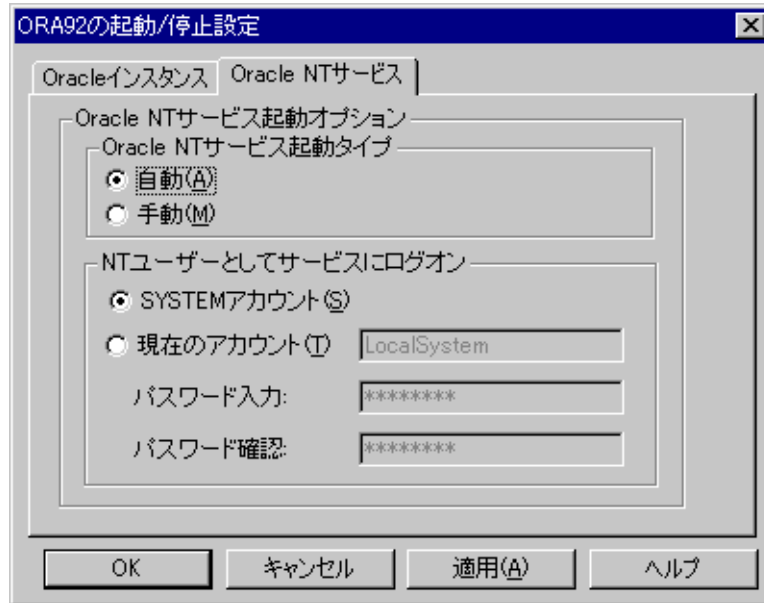 ORA92の起動/停止設定
Oracleインスタンス Oracle NTサービス
Oracle NTサービス起動オプション
Oracle NTサービス起動タイプ
自動(A)
手動(M)
NTユーザーとしてサービスにログオン
SYSTEMアカウント(S)
現在のアカウント(T) LocalSystem
パスワード入力: ********
パスワード確認: ********
OK キャンセル 適用(A) ヘルプ